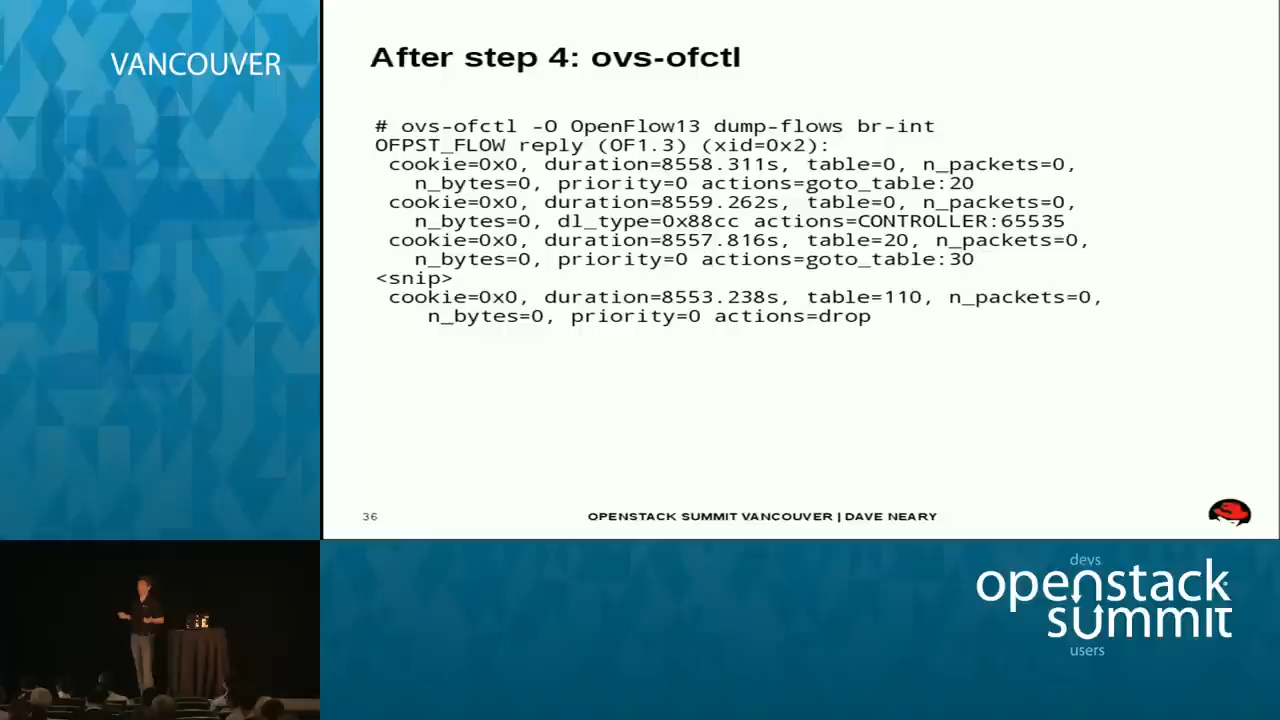 VANCOUVER
After step 4: ovs-ofctl
# ovs-ofctl -O OpenFlow13 dump-flows br-int
OFPST_FLOW reply (OF1.3) (xid=0x2):
cookie=0x0, duration=8558.311s, table=0, n_packets=0,
n_bytes=0, priority=0 actions=goto_table:20
cookie=0x0, duration=8559.262s, table=0, n_packets=0,
n_bytes=0, dl_type=0x88cc actions=CONTROLLER:65535
cookie=0x0, duration=8557.816s, table=20, n_packets=0,
n_bytes=0, priority=0 actions=goto_table:30
<snip>
cookie=0x0, duration=8553.238s, table=110, n_packets=0,
n_bytes=0, priority=0 actions=drop
36
OPENSTACK SUMMIT VANCOUVER | DAVE NEARY
devs
openstack
summit
users